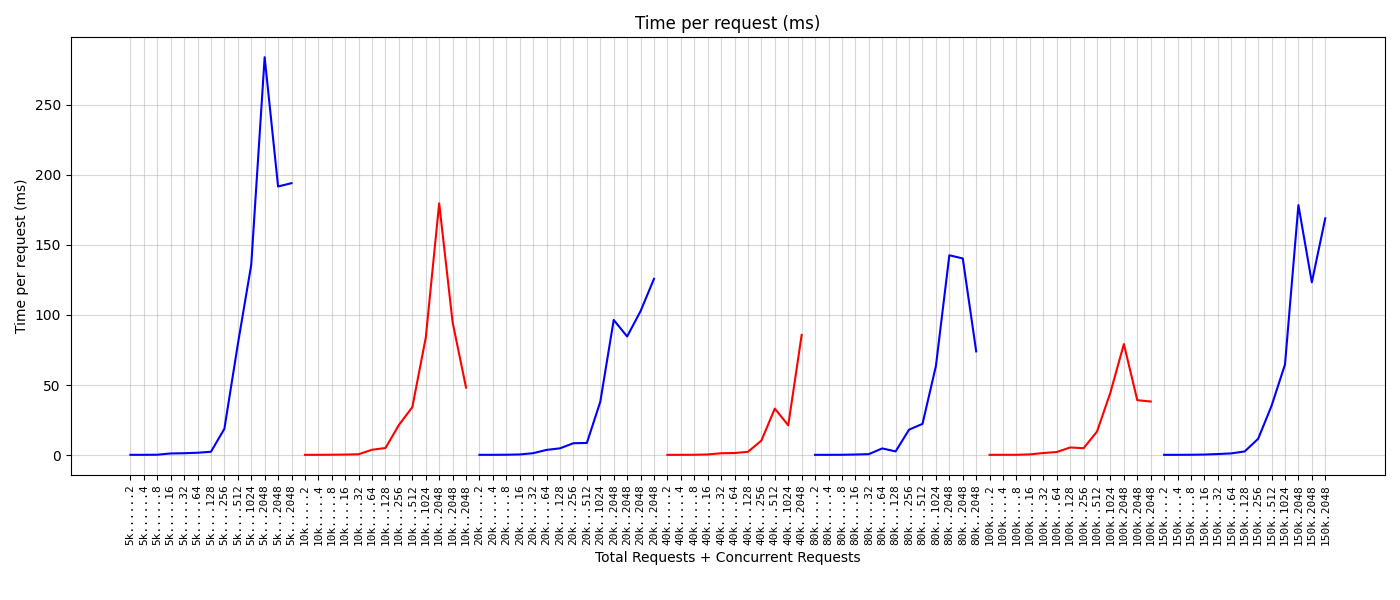 Time per request (ms)
Time per request (ms)
250
200
150
100
50
0
5k......2
5k......4
5k......8
5k.....16
5k.....32
5k.....64
5k....128
5k....256
5k....512
5k...1024
5k...2048
5k...2048
5k...2048
10k.....2
10k.....4
10k.....8
10k....16
10k....32
10k....64
10k...128
10k...256
10k...512
10k..1024
10k..2048
10k..2048
10k..2048
20k.....2
20k.....4
20k.....8
20k....16
20k....32
20k....64
20k...128
20k...256
20k...512
20k..1024
20k..2048
20k..2048
20k..2048
20k..2048
40k.....2
40k.....4
40k.....8
40k....16
40k....32
40k....64
40k...128
40k...256
40k...512
40k..1024
40k..2048
80k.....2
80k.....4
80k.....8
80k....16
80k....32
80k....64
80k...128
80k...256
80k...512
80k..1024
80k..2048
80k..2048
80k..2048
100k....2
100k....4
100k....8
100k...16
100k...32
100k...64
100k..128
100k..256
100k..512
100k.1024
100k.2048
100k.2048
100k.2048
150k....2
150k....4
150k....8
150k...16
150k...32
150k...64
150k..128
150k..256
150k..512
150k.1024
150k.2048
150k.2048
150k.2048
Total Requests + Concurrent Requests